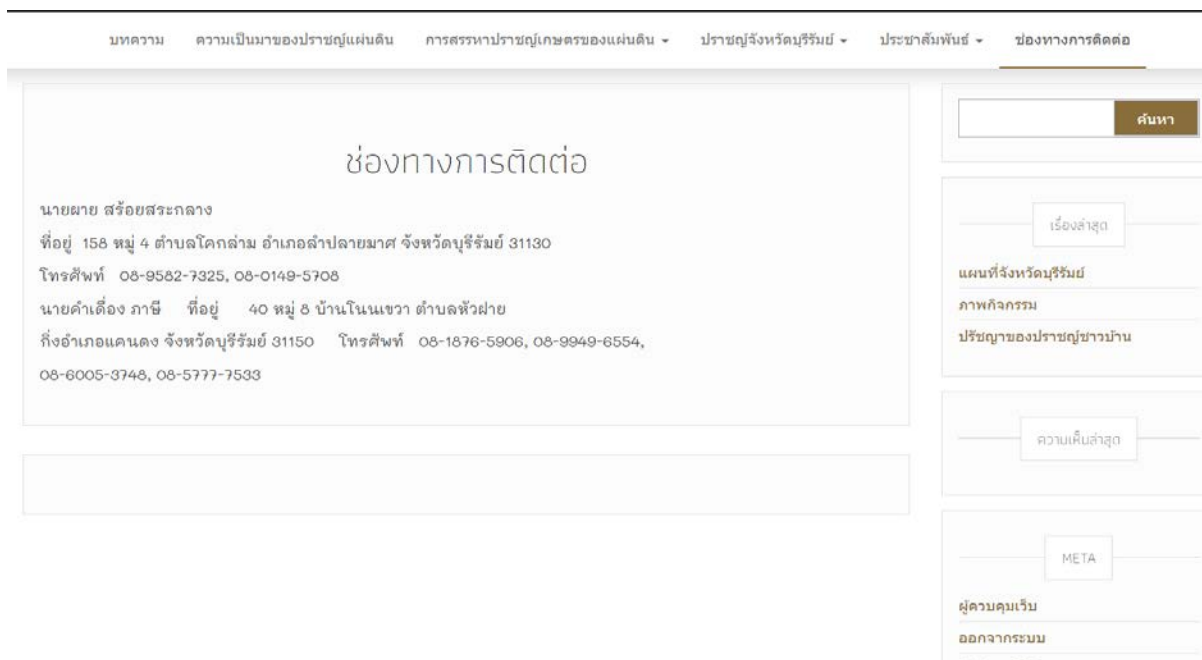 บทความ ความเป็นมาของปราชญ์แผ่นดิน การสรรหาปราชญ์เกษตรของแผ่นดิน ปราชญ์จังหวัดบุรีรัมย์ ประชาสัมพันธ์ ช่องทางการติดต่อ
ช่องทางการติดต่อ
นายผาย สร้อยสระกลาง
ที่อยู่ 158 หมู่ 4 ตำบลโคกล่าม อำเภอลำปลายมาศ จังหวัดบุรีรัมย์ 31130
โทรศัพท์ 08-9582-7325, 08-0149-5708
นายคำเดื่อง ภาษี ที่อยู่ 40 หมู่ 8 บ้านโนนเขวา ตำบลหัวฝาย
กิ่งอำเภอแคนดง จังหวัดบุรีรัมย์ 31150 โทรศัพท์ 08-1876-5906, 08-9949-6554,
08-6005-3748, 08-5777-7533
ค้นหา
เรื่องล่าสุด
แผนที่จังหวัดบุรีรัมย์
ภาพกิจกรรม
ปรัชญาของปราชญ์ชาวบ้าน
ความเห็นล่าสุด
META
ผู้ควบคุมเว็บ
ออกจากระบบ